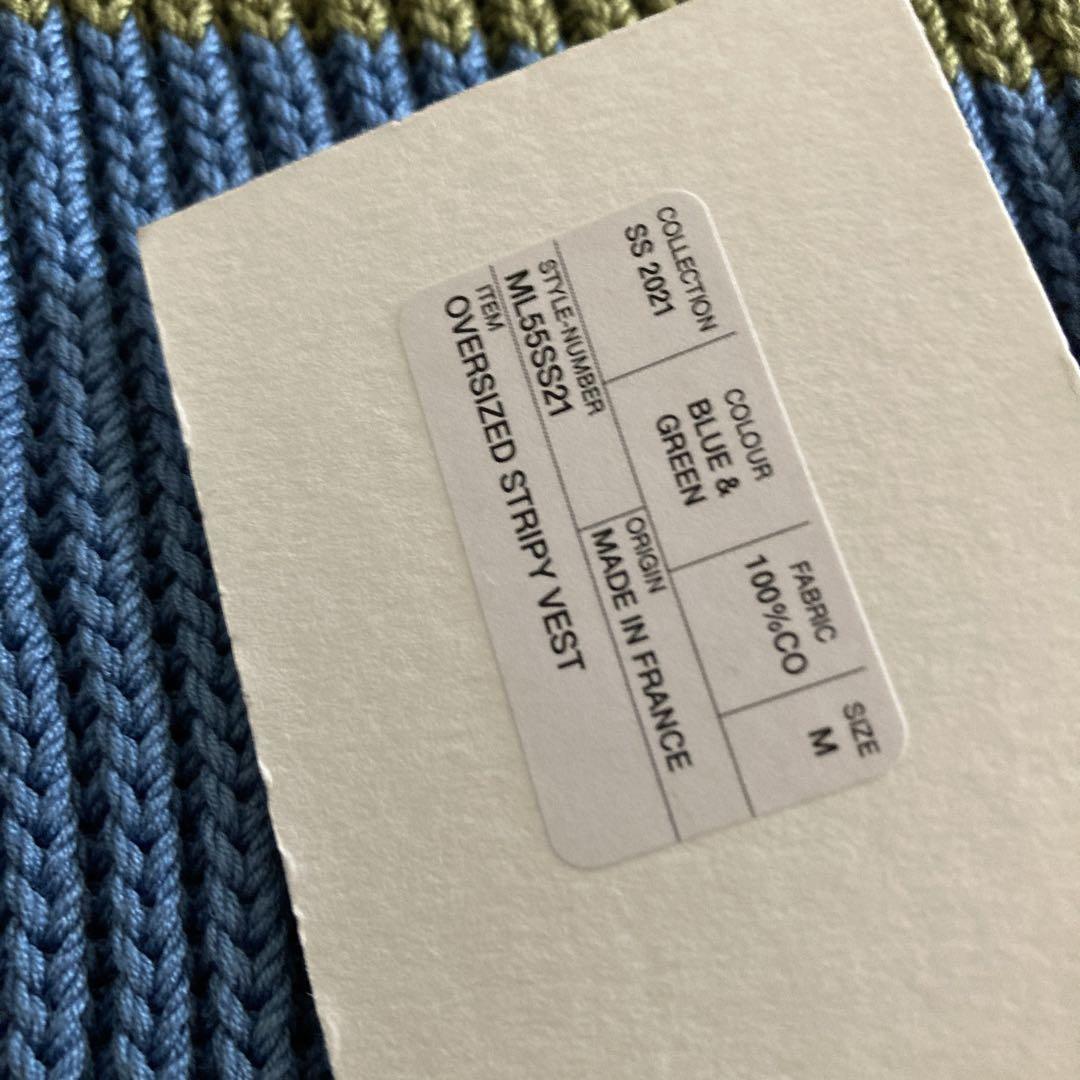 COLLECTION
SS 2021
COLOUR
BLUE &
GREEN
FABRIC
100%CO
SIZE
M
STYLE-NUMBER
ML55SS21
ORIGIN
MADE IN FRANCE
ITEM
OVERSIZED STRIPY VEST